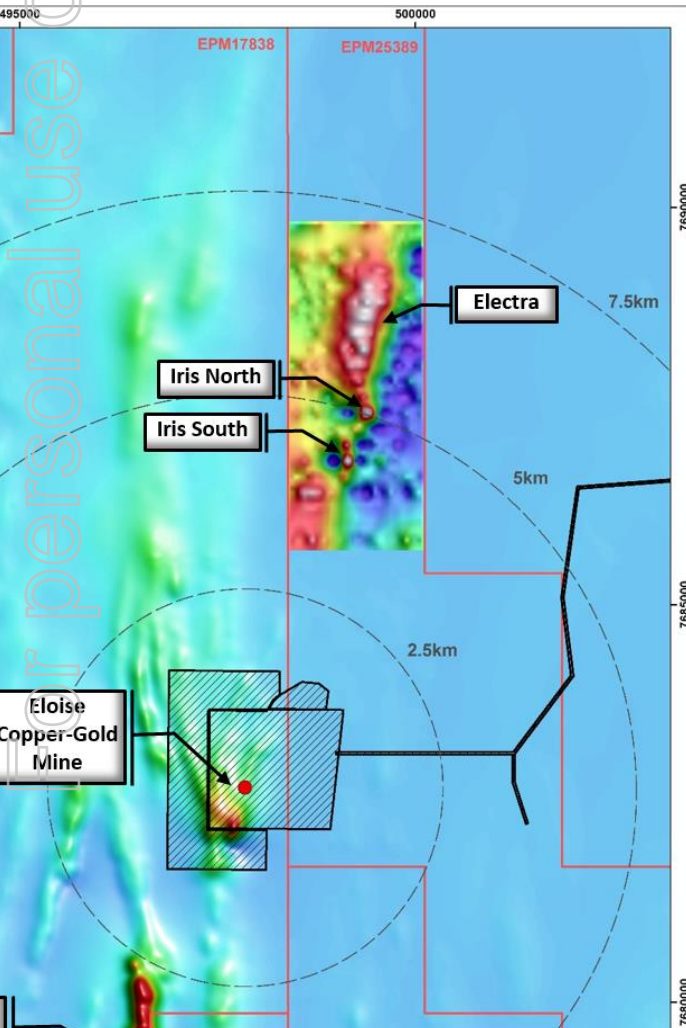 495000
500000
EPM17838
EPM25389
7690000
Electra
7.5km
Iris North
Iris South
5km
7685000
2.5km
Eloise
Copper-Gold
Mine
7680000
For personal use